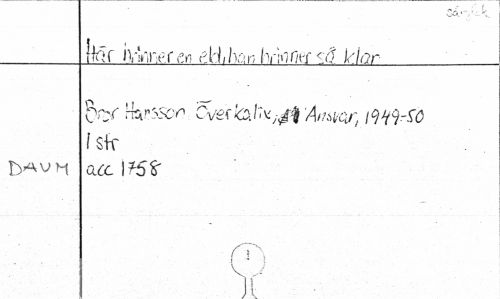 sånglek
Här brinner en eld, han brinner så klar
Bror Hansson Överkalix, Ansvar, 1949-50
1 str
DAUM acc 1758